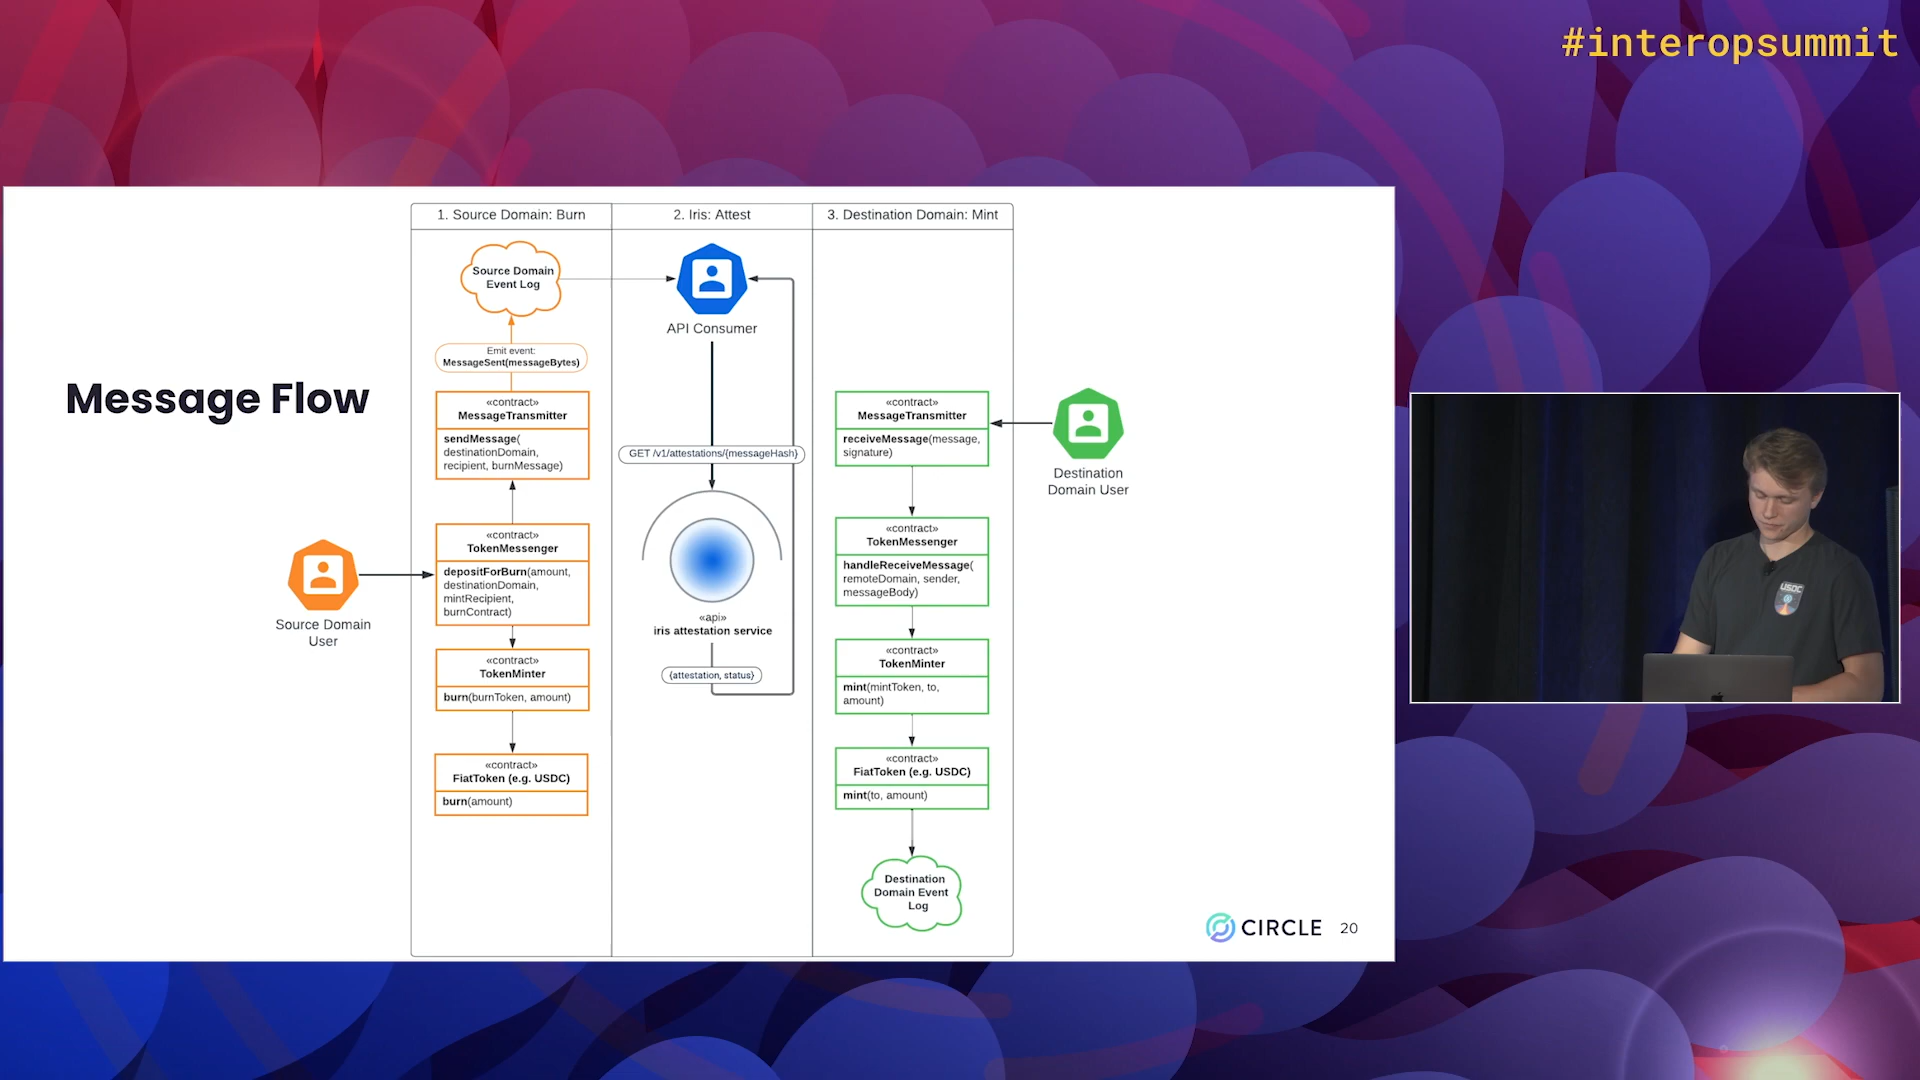 #interopsummit
Message Flow
1. Source Domain: Burn
2. Iris: Attest
3. Destination Domain: Mint
Source Domain
Event Log
Emit event:
MessageSent(messageBytes)
«contract»
MessageTransmitter
sendMessage(
destinationDomain,
recipient, burnMessage)
«contract»
TokenMessenger
depositForBurn(amount,
destinationDomain,
mintRecipient,
burnContract)
Source Domain
User
«contract»
TokenMinter
burn(burnToken, amount)
«contract»
FiatToken (e.g. USDC)
burn(amount)
API Consumer
GET /v1/attestations/{messageHash}
«api»
iris attestation service
{attestation, status}
«contract»
MessageTransmitter
receiveMessage(message,
signature)
Destination
Domain User
«contract»
TokenMessenger
handleReceiveMessage(
remoteDomain, sender,
messageBody)
«contract»
TokenMinter
mint(mintToken, to,
amount)
«contract»
FiatToken (e.g. USDC)
mint(to, amount)
Destination
Domain Event
Log
CIRCLE 20
USDC